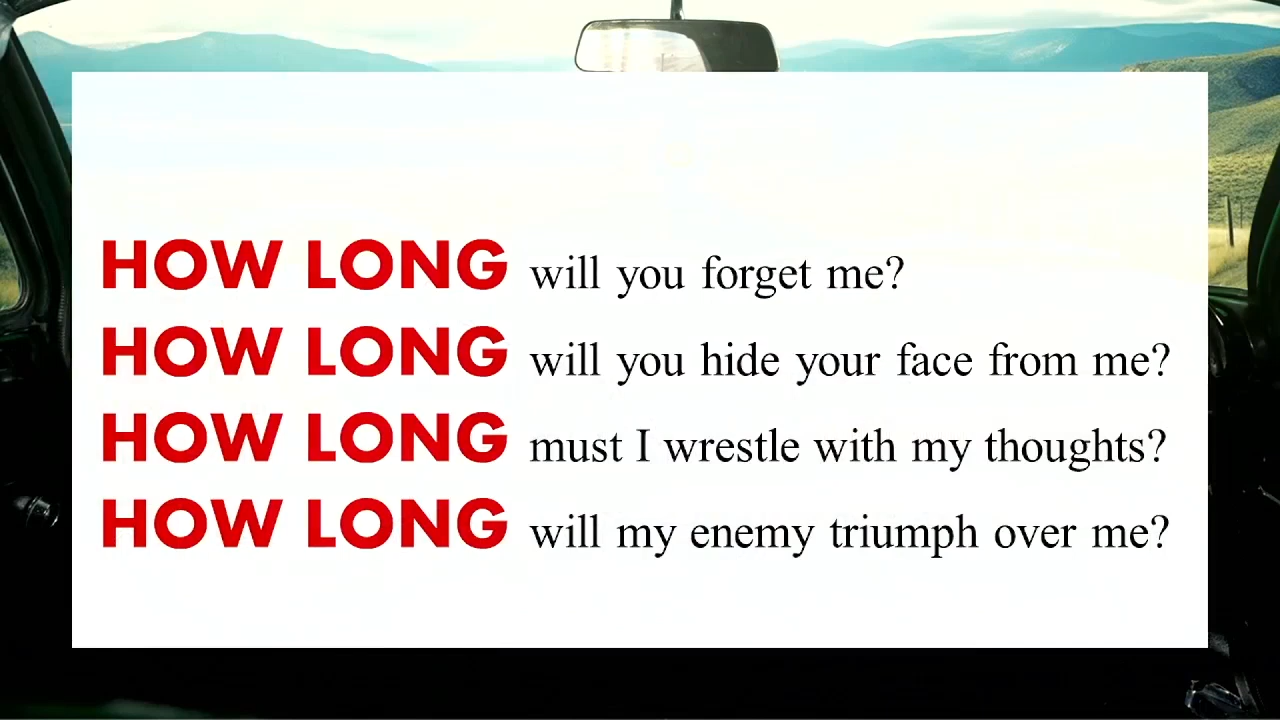 HOW LONG will you forget me?
HOW LONG will you hide your face from me?
HOW LONG must I wrestle with my thoughts?
HOW LONG will my enemy triumph over me?